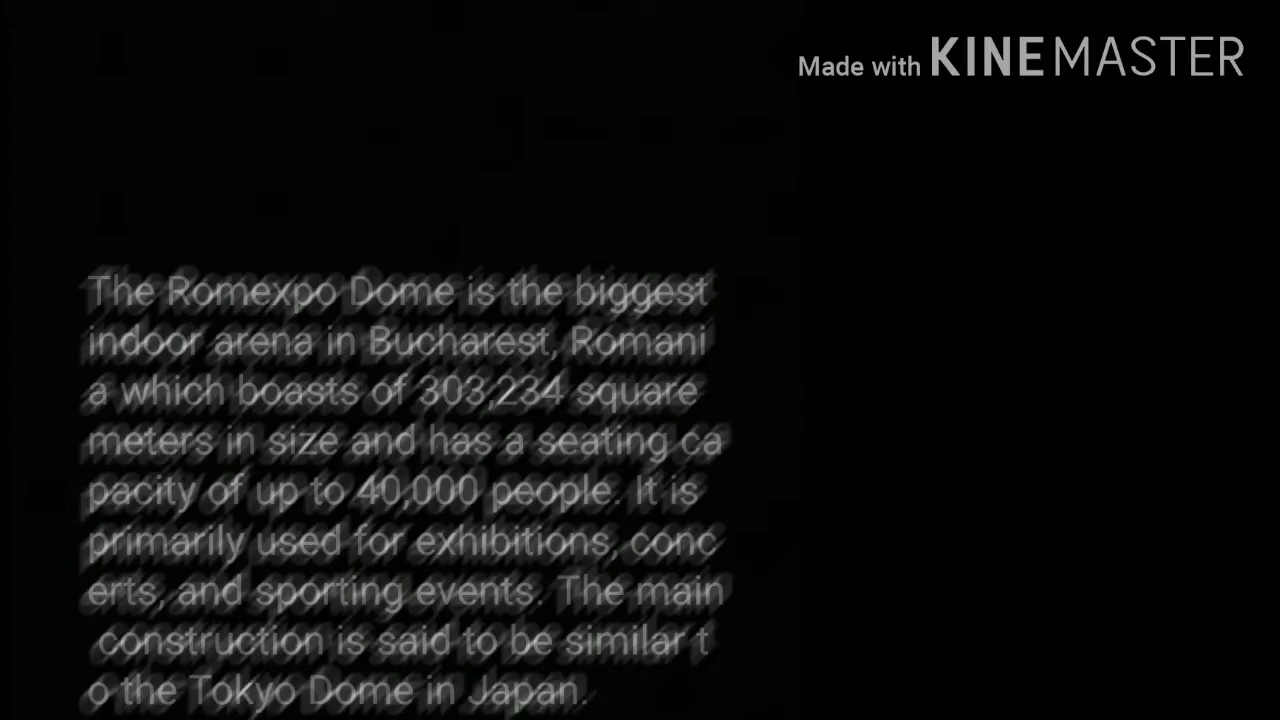 Made with KINEMASTER
The Romexpo Dome is the biggest
indoor arena in Bucharest, Romani
a which boasts of 303,234 square
meters in size and has a seating ca
pacity of up to 40,000 people. It is
primarily used for exhibitions, conc
erts, and sporting events. The main
construction is said to be similar t
o the Tokyo Dome in Japan.